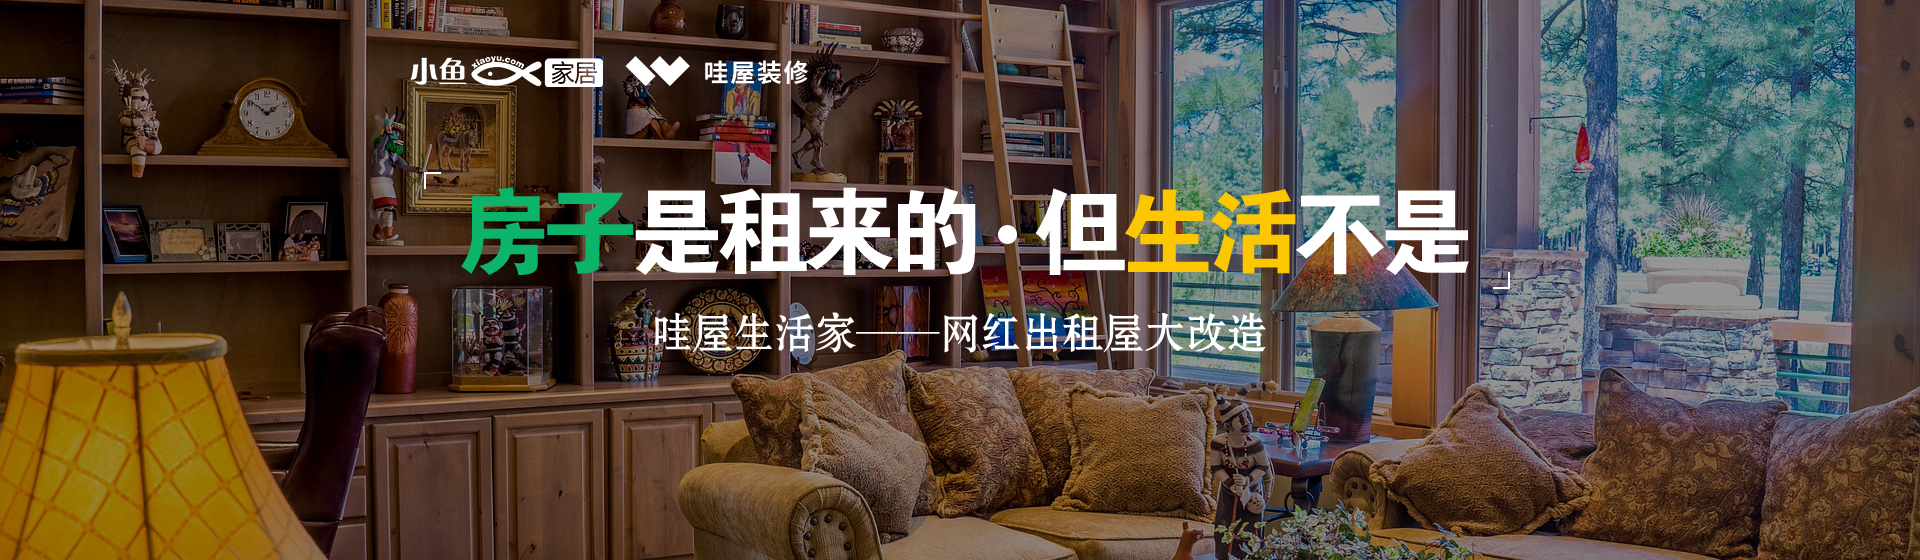 小鱼 xiaoyu.com 家居 哇屋装修
房子是租来的·但生活不是
哇屋生活家——网红出租屋大改造